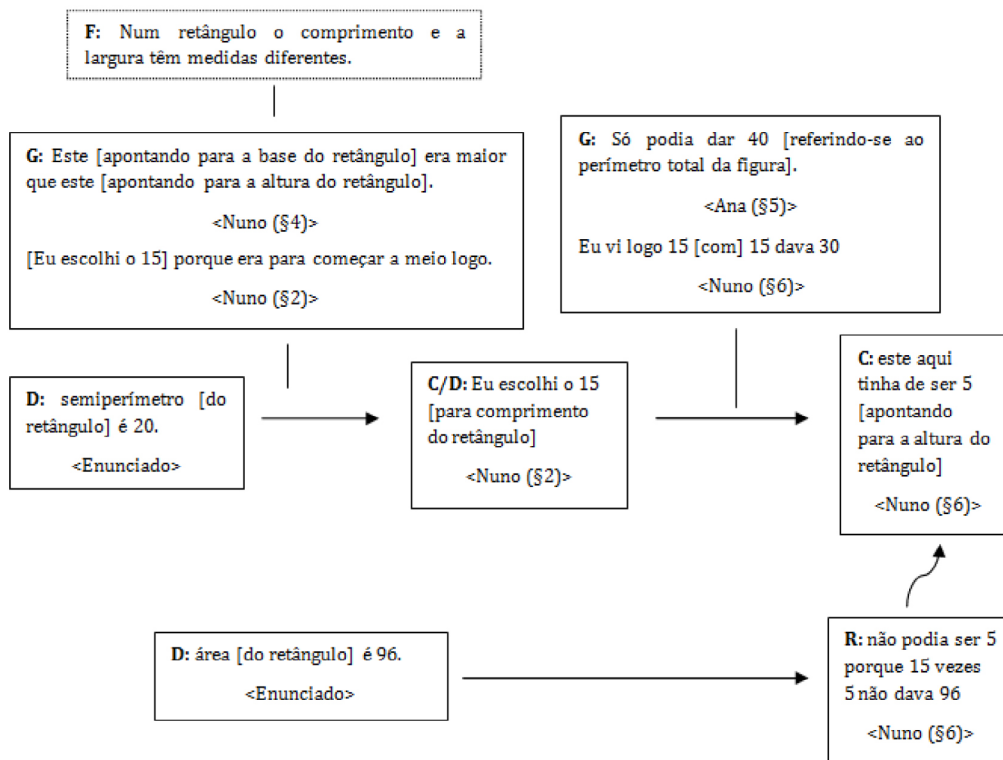 F: Num retângulo o comprimento e a
largura têm medidas diferentes.
G: Este [apontando para a base do retângulo] era maior
que este [apontando para a altura do retângulo].
<Nuno (§4)>
[Eu escolhi o 15] porque era para começar a meio logo.
<Nuno (§2)>
G: Só podia dar 40 [referindo-se ao
perímetro total da figura].
<Ana (§5)>
Eu vi logo 15 [com] 15 dava 30
<Nuno (§6)>
D: semiperímetro [do
retângulo] é 20.
<Enunciado>
C/D: Eu escolhi o 15
[para comprimento
do retângulo]
<Nuno (§2)>
C: este aqui
tinha de ser 5
[apontando
para a altura do
retângulo]
<Nuno (§6)>
D: área [do retângulo] é 96.
<Enunciado>
R: não podia ser 5
porque 15 vezes
5 não dava 96
<Nuno (§6)>